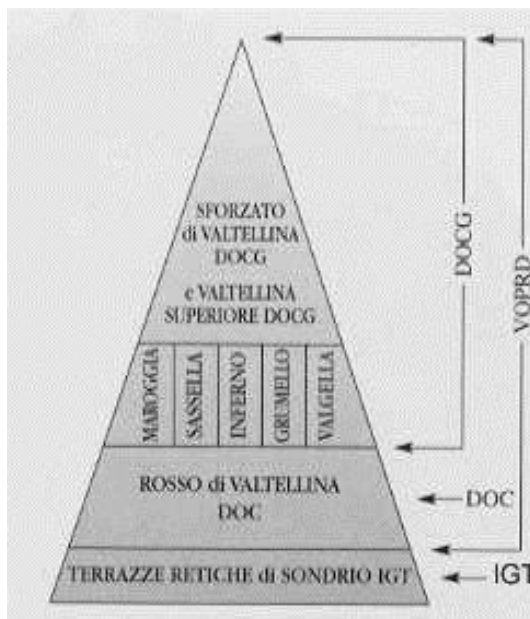 SFORZATO
di VALTELLINA
DOCG
e VALTELLINA
SUPERIORE DOCG
MAROGGIA
SASSELLA
INFERNO
GRUMELLO
VALGELLA
ROSSO di VALTELLINA
DOC
TERRAZZE RETICHE di SONDRIO IGT
DOCG
VQPRD
DOC
IGT